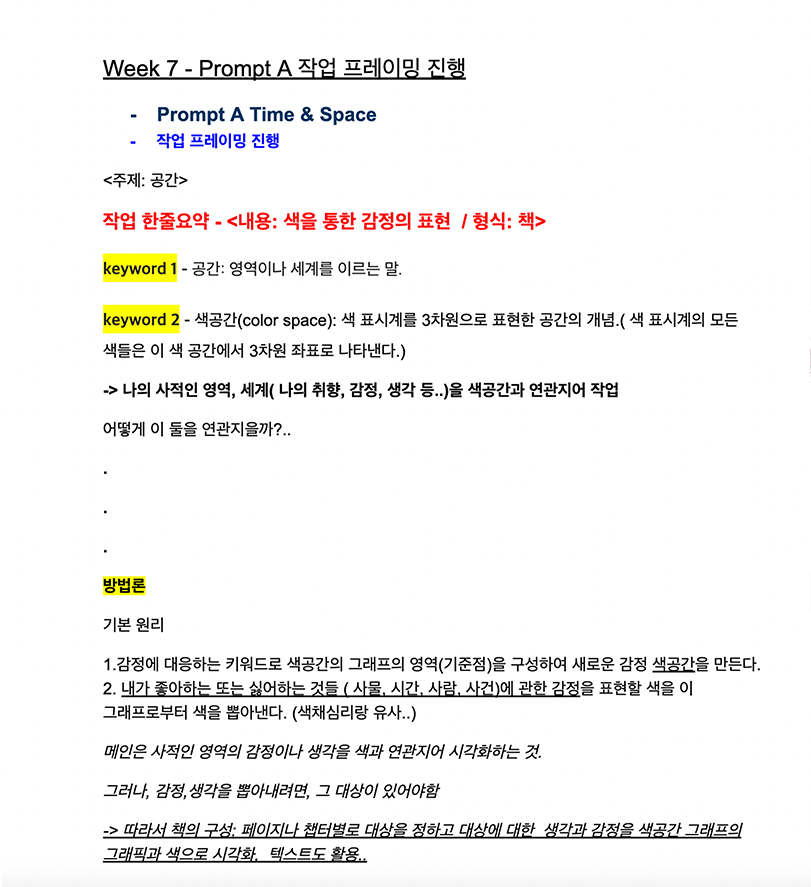 Week 7 - Prompt A 작업 프레이밍 진행
- Prompt A Time & Space
- 작업 프레이밍 진행
<주제: 공간>
작업 한줄요약 - <내용: 색을 통한 감정의 표현 / 형식: 책>
keyword 1 - 공간: 영역이나 세계를 이르는 말.
keyword 2 - 색공간(color space): 색 표시계를 3차원으로 표현한 공간의 개념.( 색 표시계의 모든
색들은 이 색 공간에서 3차원 좌표로 나타낸다.)
-> 나의 사적인 영역, 세계( 나의 취향, 감정, 생각 등..)을 색공간과 연관지어 작업
어떻게 이 둘을 연관지을까?..
.
.
.
방법론
기본 원리
1.감정에 대응하는 키워드로 색공간의 그래프의 영역(기준점)을 구성하여 새로운 감정 색공간을 만든다.
2. 내가 좋아하는 또는 싫어하는 것들 ( 사물, 시간, 사람, 사건)에 관한 감정을 표현할 색을 이
그래프로부터 색을 뽑아낸다. (색채심리랑 유사..)
메인은 사적인 영역의 감정이나 생각을 색과 연관지어 시각화하는 것.
그러나, 감정,생각을 뽑아내려면, 그 대상이 있어야함
-> 따라서 책의 구성: 페이지나 챕터별로 대상을 정하고 대상에 대한 생각과 감정을 색공간 그래프의
그래픽과 색으로 시각화, 텍스트도 활용..